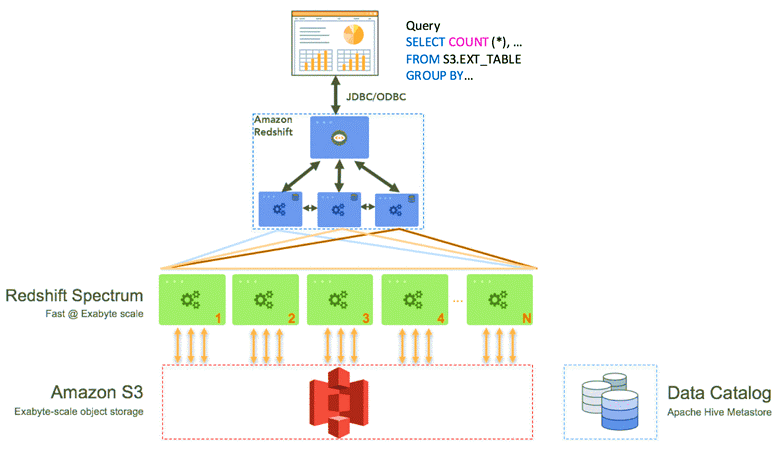 Query
SELECT COUNT (*), ...
FROM S3.EXT_TABLE
GROUP BY...
JDBC/ODBC
Amazon
Redshift
Redshift Spectrum
Fast @ Exabyte scale
1
2
3
4
...
N
Amazon S3
Exabyte-scale object storage
Data Catalog
Apache Hive Metastore